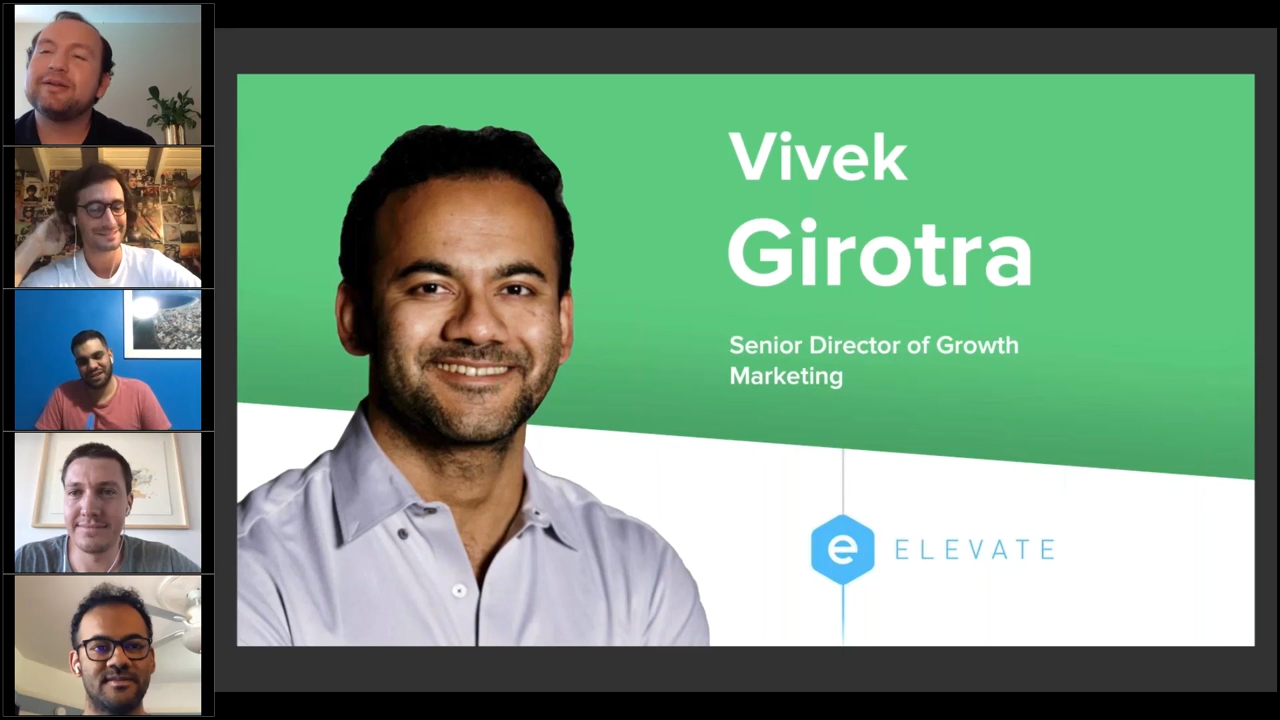 Vivek
Girotra
Senior Director of Growth
Marketing
e ELEVATE